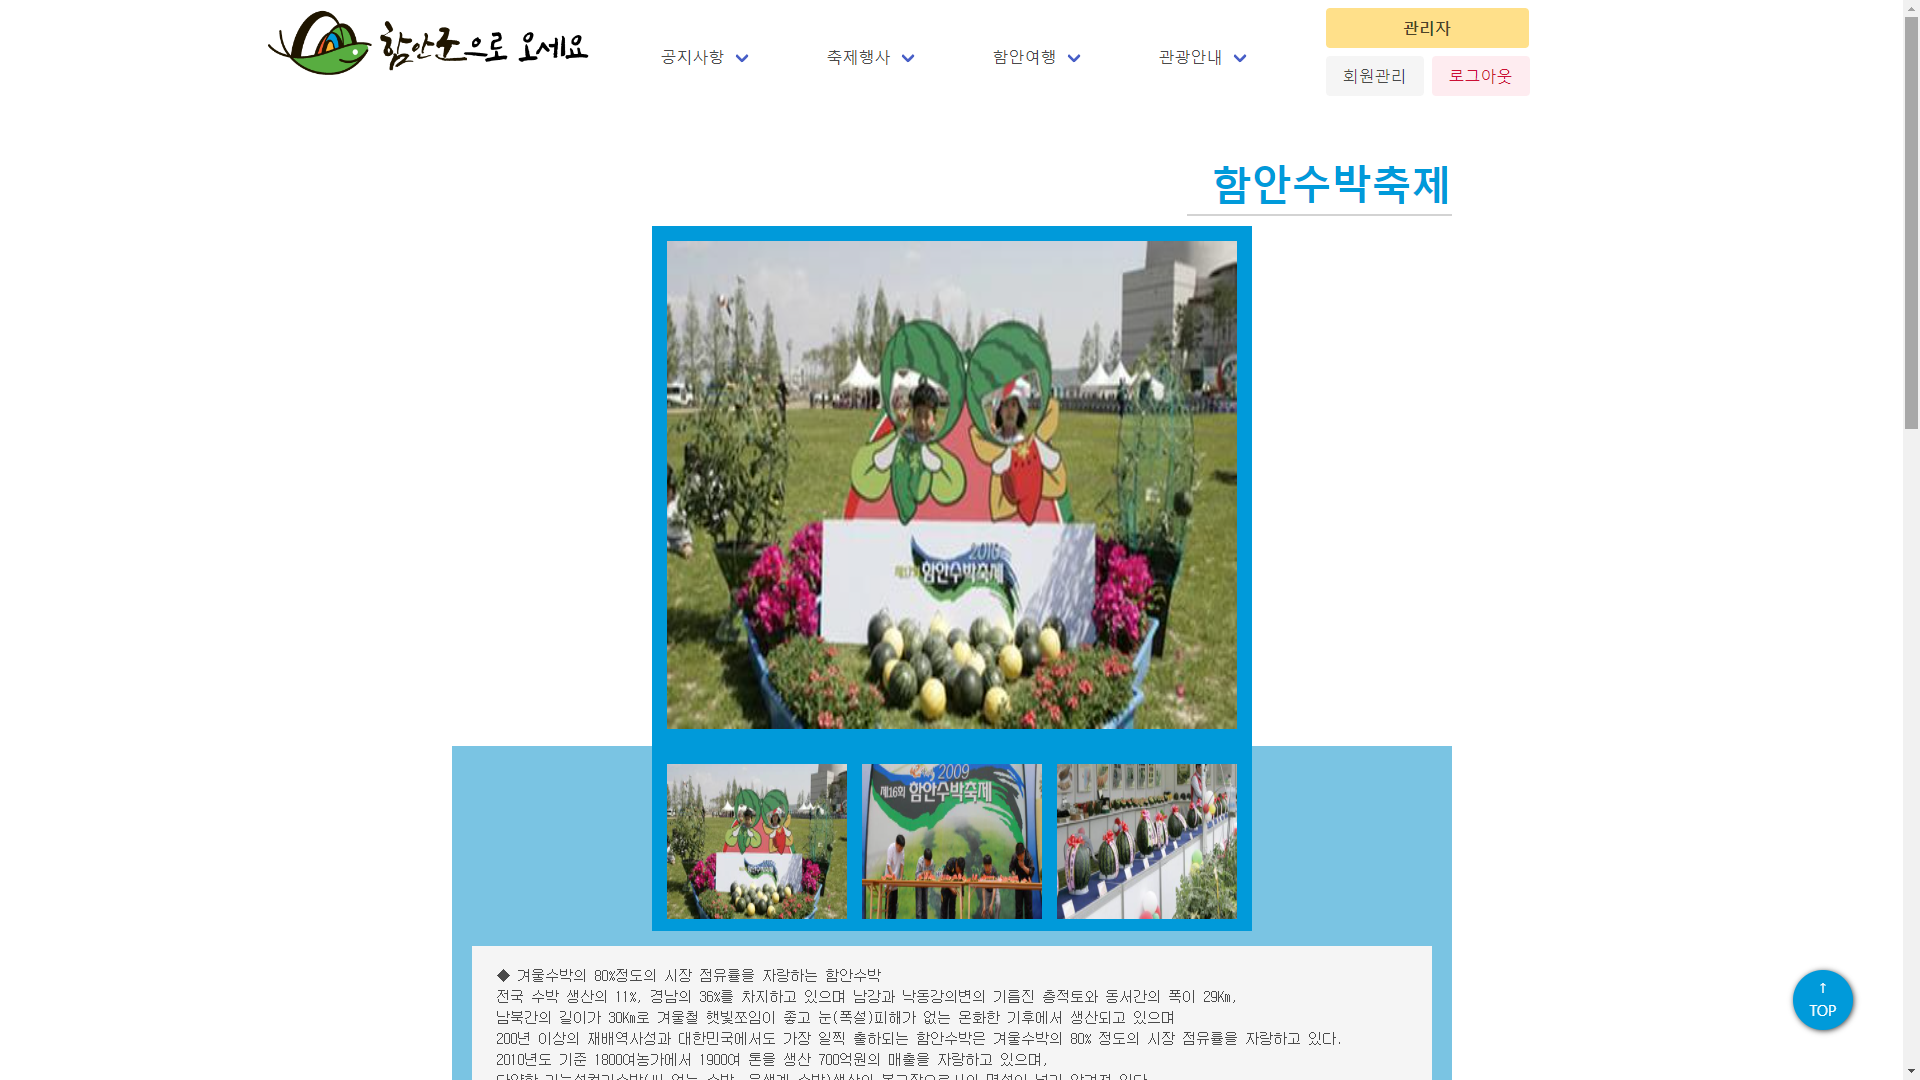 함안군으로 오세요
공지사항
축제행사
함안여행
관광안내
관리자
회원관리
로그아웃
함안수박축제
2010
제17회 함안수박축제
2009
제16회 함안수박축제
◆ 겨울수박의 80%정도의 시장 점유률을 자랑하는 함안수박
전국 수박 생산의 11%, 경남의 36%를 차지하고 있으며 남강과 낙동강의변의 기름진 충적토와 동서간의 폭이 29Km,
남북간의 길이가 30Km로 겨울철 햇빛쪼임이 좋고 눈(폭설)피해가 없는 온화한 기후에서 생산되고 있으며
200년 이상의 재배역사성과 대한민국에서도 가장 일찍 출하되는 함안수박은 겨울수박의 80% 정도의 시장 점유률을 자랑하고 있다.
2010년도 기준 1800여농가에서 1900여 톤을 생산 700억원의 매출을 자랑하고 있으며,
↑
TOP